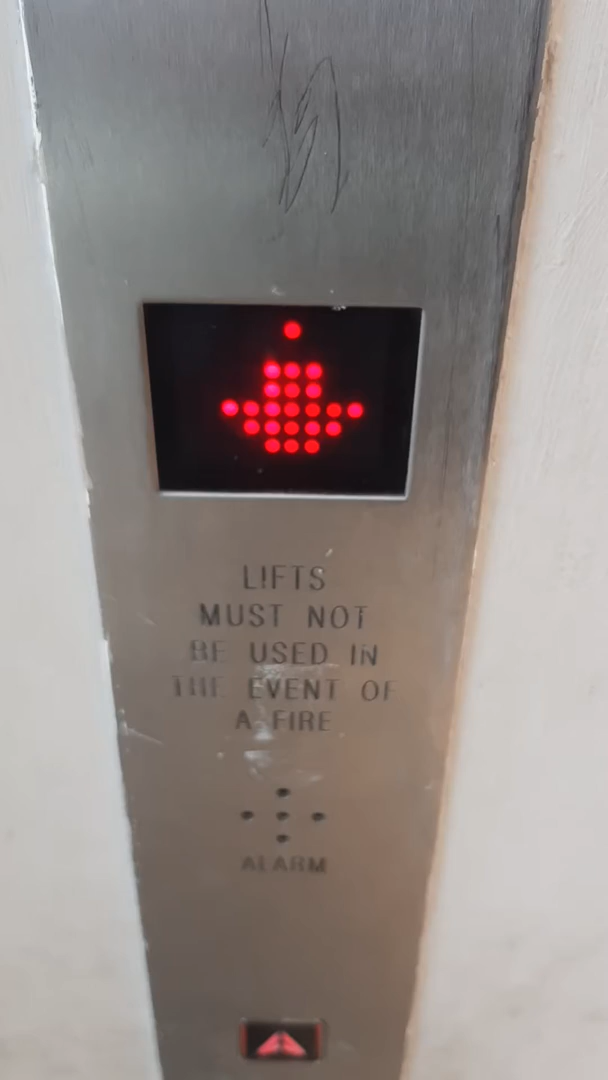 LIFTS
MUST NOT
BE USED IN
THE EVENT OF
A FIRE
ALARM